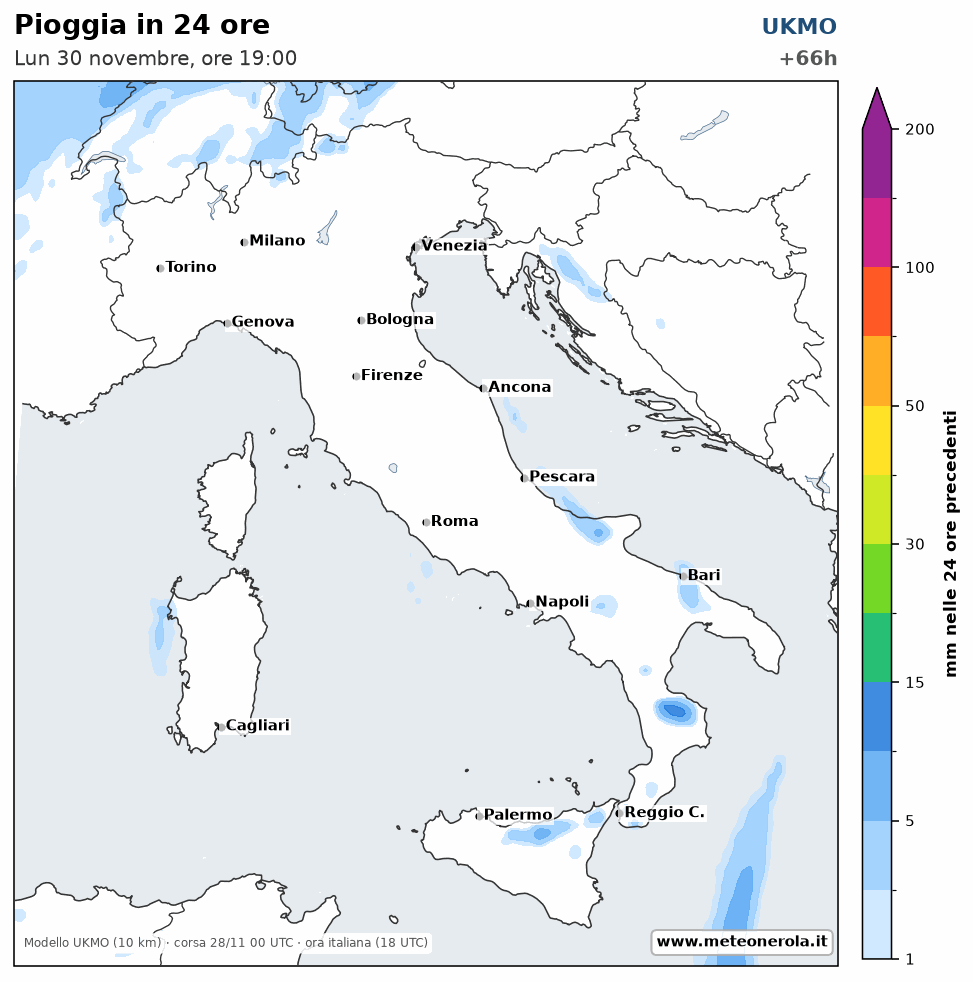 Pioggia in 24 ore
UKMO
Lun 30 novembre, ore 19:00
+66h
200
100
50
30
15
5
1
mm nelle 24 ore precedenti
Milano
Venezia
Torino
Genova
Bologna
Firenze
Ancona
Pescara
Roma
Bari
Napoli
Cagliari
Palermo
Reggio C.
Modello UKMO (10 km) · corsa 28/11 00 UTC · ora italiana (18 UTC)
www.meteonerola.it